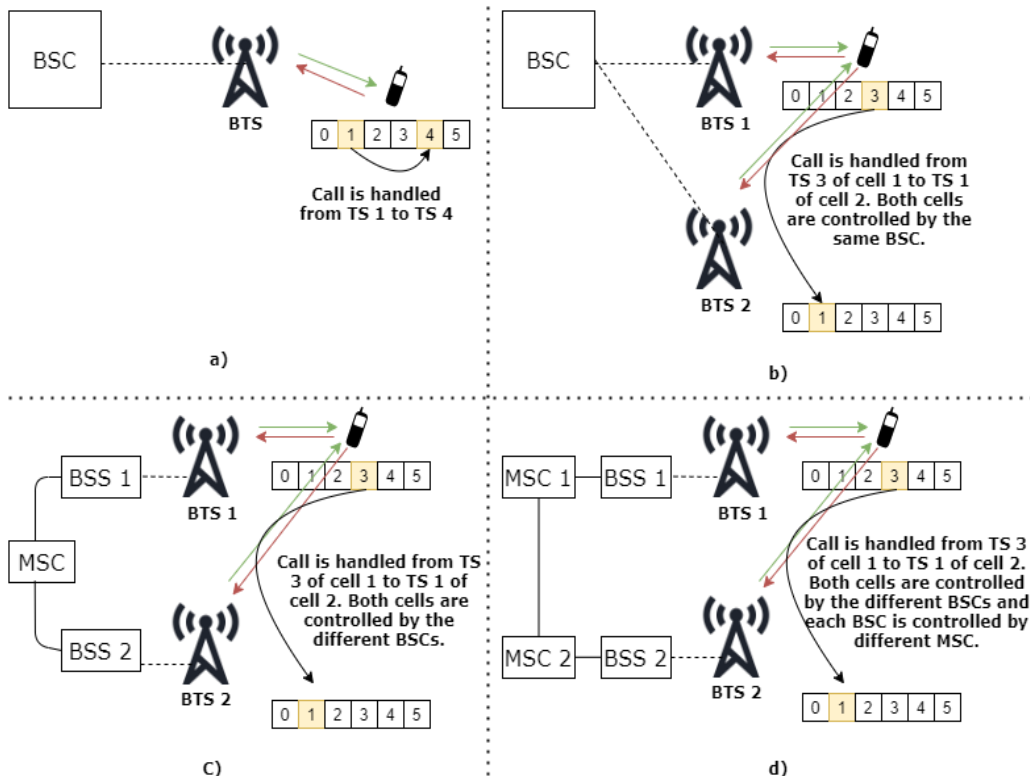 BSC
BTS
0 1 2 3 4 5
Call is handled
from TS 1 to TS 4
a)
BSC
BTS 1
0 1 2 3 4 5
Call is handled from
TS 3 of cell 1 to TS 1
of cell 2. Both cells
are controlled by the
same BSC.
BTS 2
0 1 2 3 4 5
b)
BSS 1
BTS 1
0 1 2 3 4 5
MSC
Call is handled from TS
3 of cell 1 to TS 1 of
cell 2. Both cells are
controlled by the
different BSCs.
BSS 2
BTS 2
0 1 2 3 4 5
c)
MSC 1
BSS 1
BTS 1
0 1 2 3 4 5
Call is handled from TS 3
of cell 1 to TS 1 of cell 2.
Both cells are controlled
by the different BSCs and
each BSC is controlled by
different MSC.
MSC 2
BSS 2
BTS 2
0 1 2 3 4 5
d)